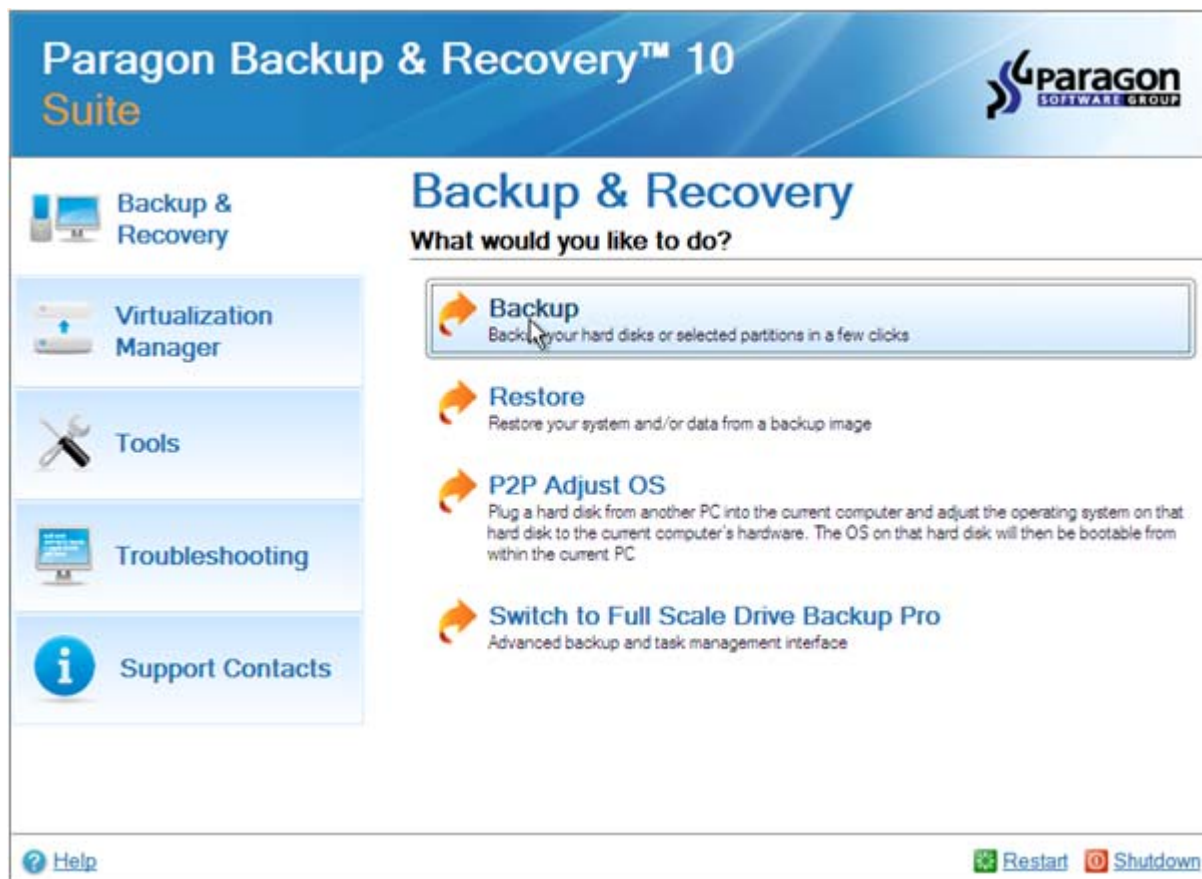 Paragon Backup & Recovery™ 10
Suite
Paragon
SOFTWARE GROUP
Backup &
Recovery
Virtualization
Manager
Tools
Troubleshooting
Support Contacts
Backup & Recovery
What would you like to do?
Backup
Backup your hard disks or selected partitions in a few clicks
Restore
Restore your system and/or data from a backup image
P2P Adjust OS
Plug a hard disk from another PC into the current computer and adjust the operating system on that
hard disk to the current computer's hardware. The OS on that hard disk will then be bootable from
within the current PC
Switch to Full Scale Drive Backup Pro
Advanced backup and task management interface
Help
Restart
Shutdown